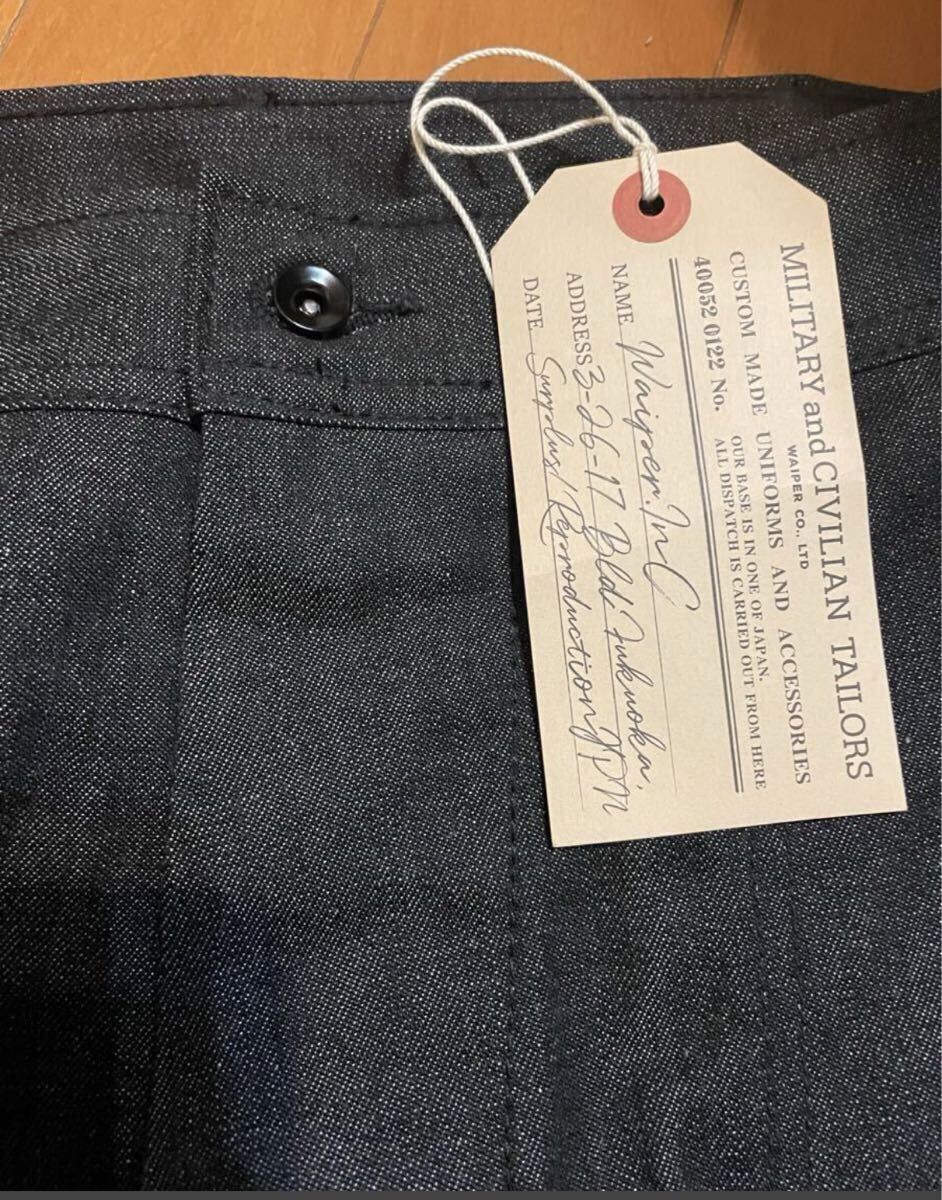 MILITARY and CIVILIAN TAILORS
WAIPER CO., LTD
CUSTOM MADE UNIFORMS AND ACCESSORIES
40052 0122 No.
OUR BASE IS IN ONE OF JAPAN.
ALL DISPATCH IS CARRIED OUT FROM HERE
NAME Waiper.InC
ADDRESS 3-26-17 Bldi Fukuoka,
DATE Surplus/Reproduction JPN